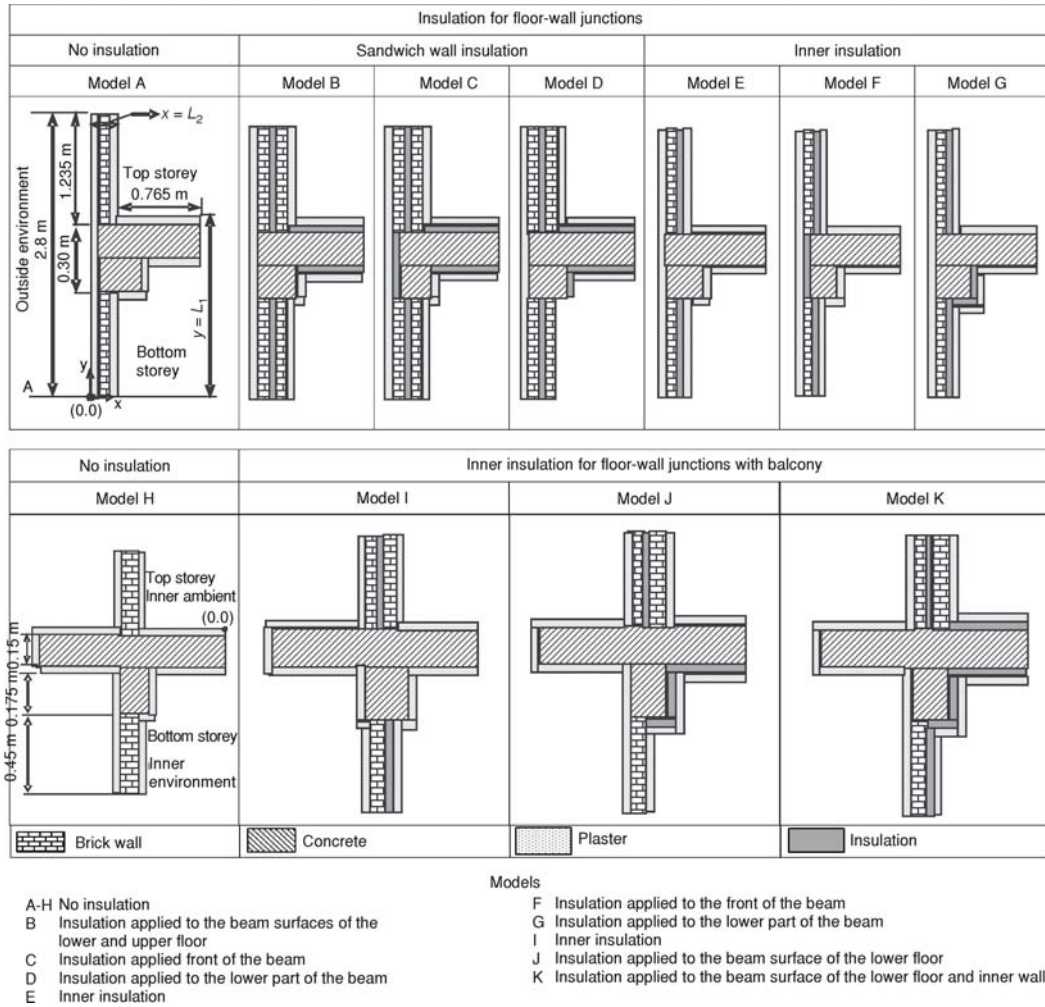 Insulation for floor-wall junctions
No insulation
Sandwich wall insulation
Inner insulation
Model A
Model B
Model C
Model D
Model E
Model F
Model G
x = L2
Outside environment
2.8 m
1.235 m
Top storey
0.765 m
0.30 m
y = L1
Bottom
storey
y
A
(0.0)
x
No insulation
Inner insulation for floor-wall junctions with balcony
Model H
Model I
Model J
Model K
Top storey
Inner ambient
(0.0)
0.15 m
0.175 m
0.45 m
Bottom storey
Inner
environment
Brick wall
Concrete
Plaster
Insulation
Models
A-H No insulation
B Insulation applied to the beam surfaces of the
lower and upper floor
C Insulation applied front of the beam
D Insulation applied to the lower part of the beam
E Inner insulation
F Insulation applied to the front of the beam
G Insulation applied to the lower part of the beam
I Inner insulation
J Insulation applied to the beam surface of the lower floor
K Insulation applied to the beam surface of the lower floor and inner wall